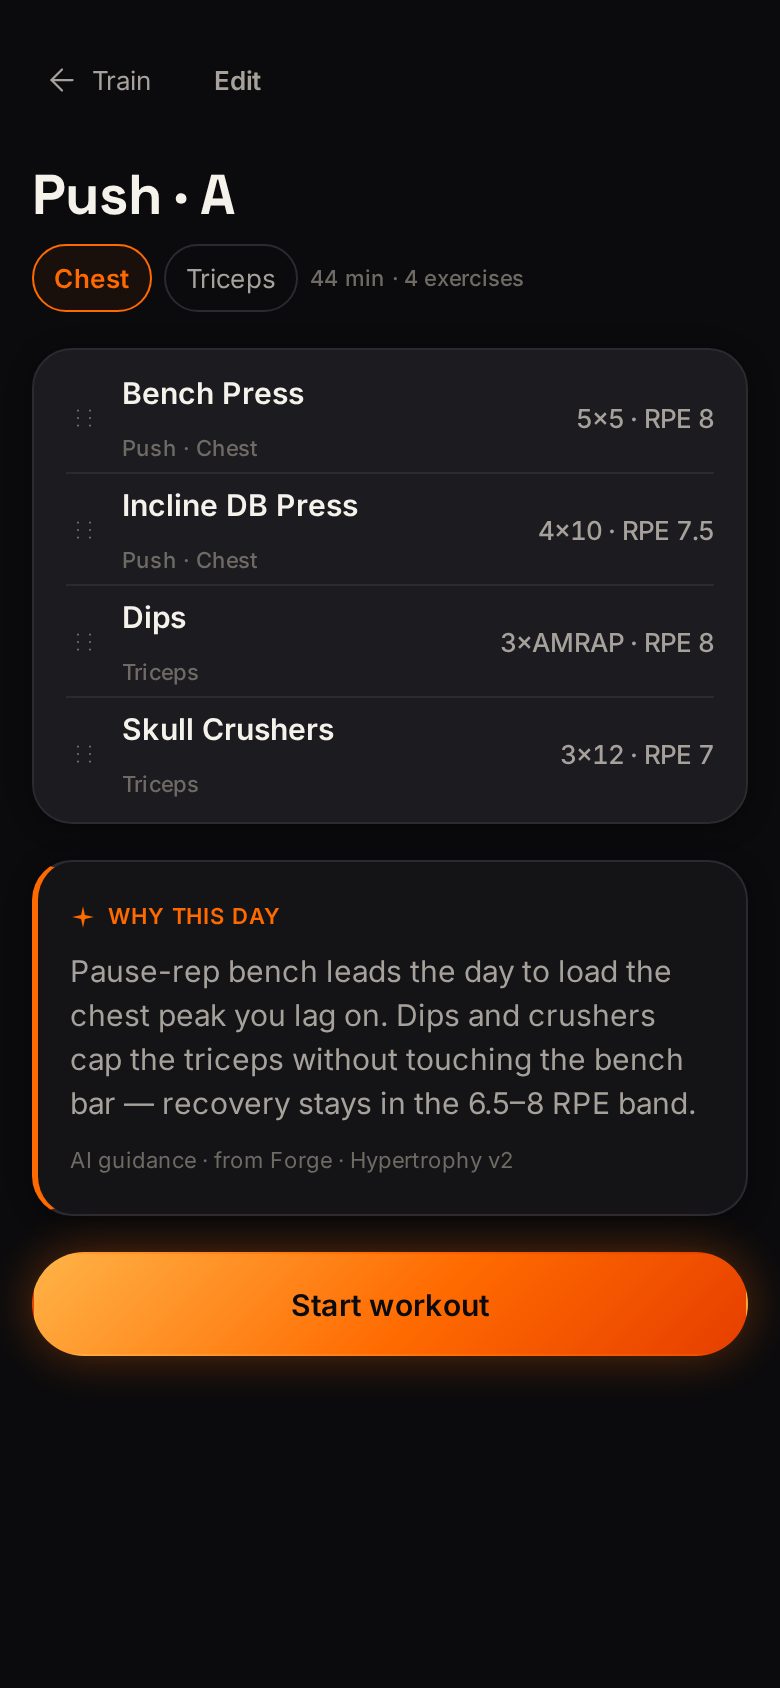 Train Edit
Push · A
Chest Triceps 44 min · 4 exercises
Bench Press
5×5 · RPE 8
Push · Chest
Incline DB Press
4×10 · RPE 7.5
Push · Chest
Dips
3×AMRAP · RPE 8
Triceps
Skull Crushers
3×12 · RPE 7
Triceps
WHY THIS DAY
Pause-rep bench leads the day to load the
chest peak you lag on. Dips and crushers
cap the triceps without touching the bench
bar — recovery stays in the 6.5–8 RPE band.
AI guidance · from Forge · Hypertrophy v2
Start workout